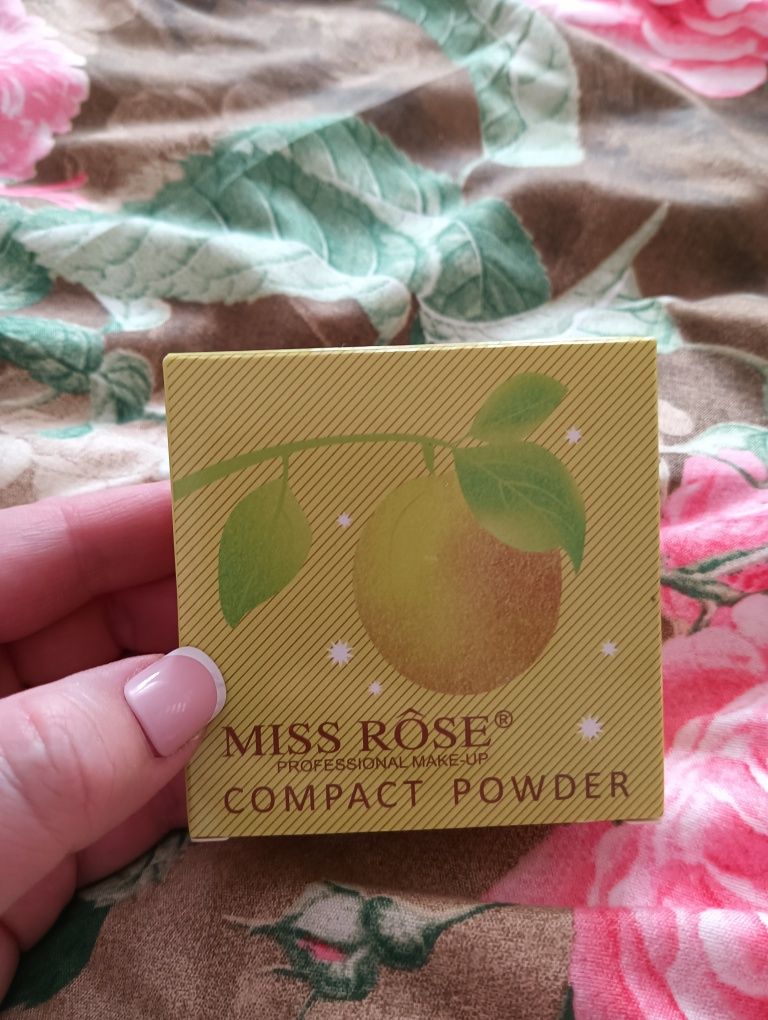 MISS RÔSE®
PROFESSIONAL MAKE-UP
COMPACT POWDER